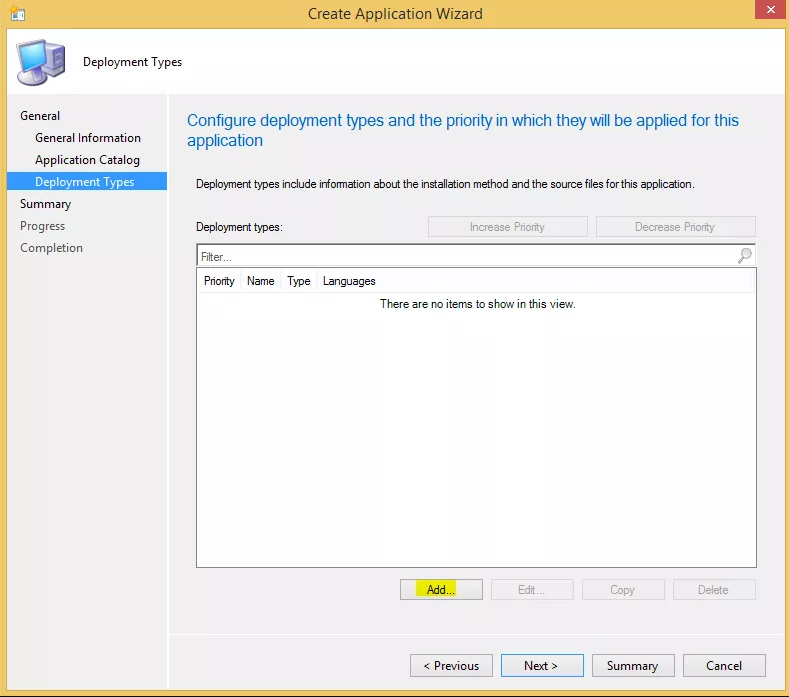 Create Application Wizard
Deployment Types
General
General Information
Application Catalog
Deployment Types
Summary
Progress
Completion
Configure deployment types and the priority in which they will be applied for this
application
Deployment types include information about the installation method and the source files for this application.
Deployment types:
Increase Priority
Decrease Priority
Filter...
Priority Name Type Languages
There are no items to show in this view.
Add... Edit... Copy Delete
< Previous Next > Summary Cancel